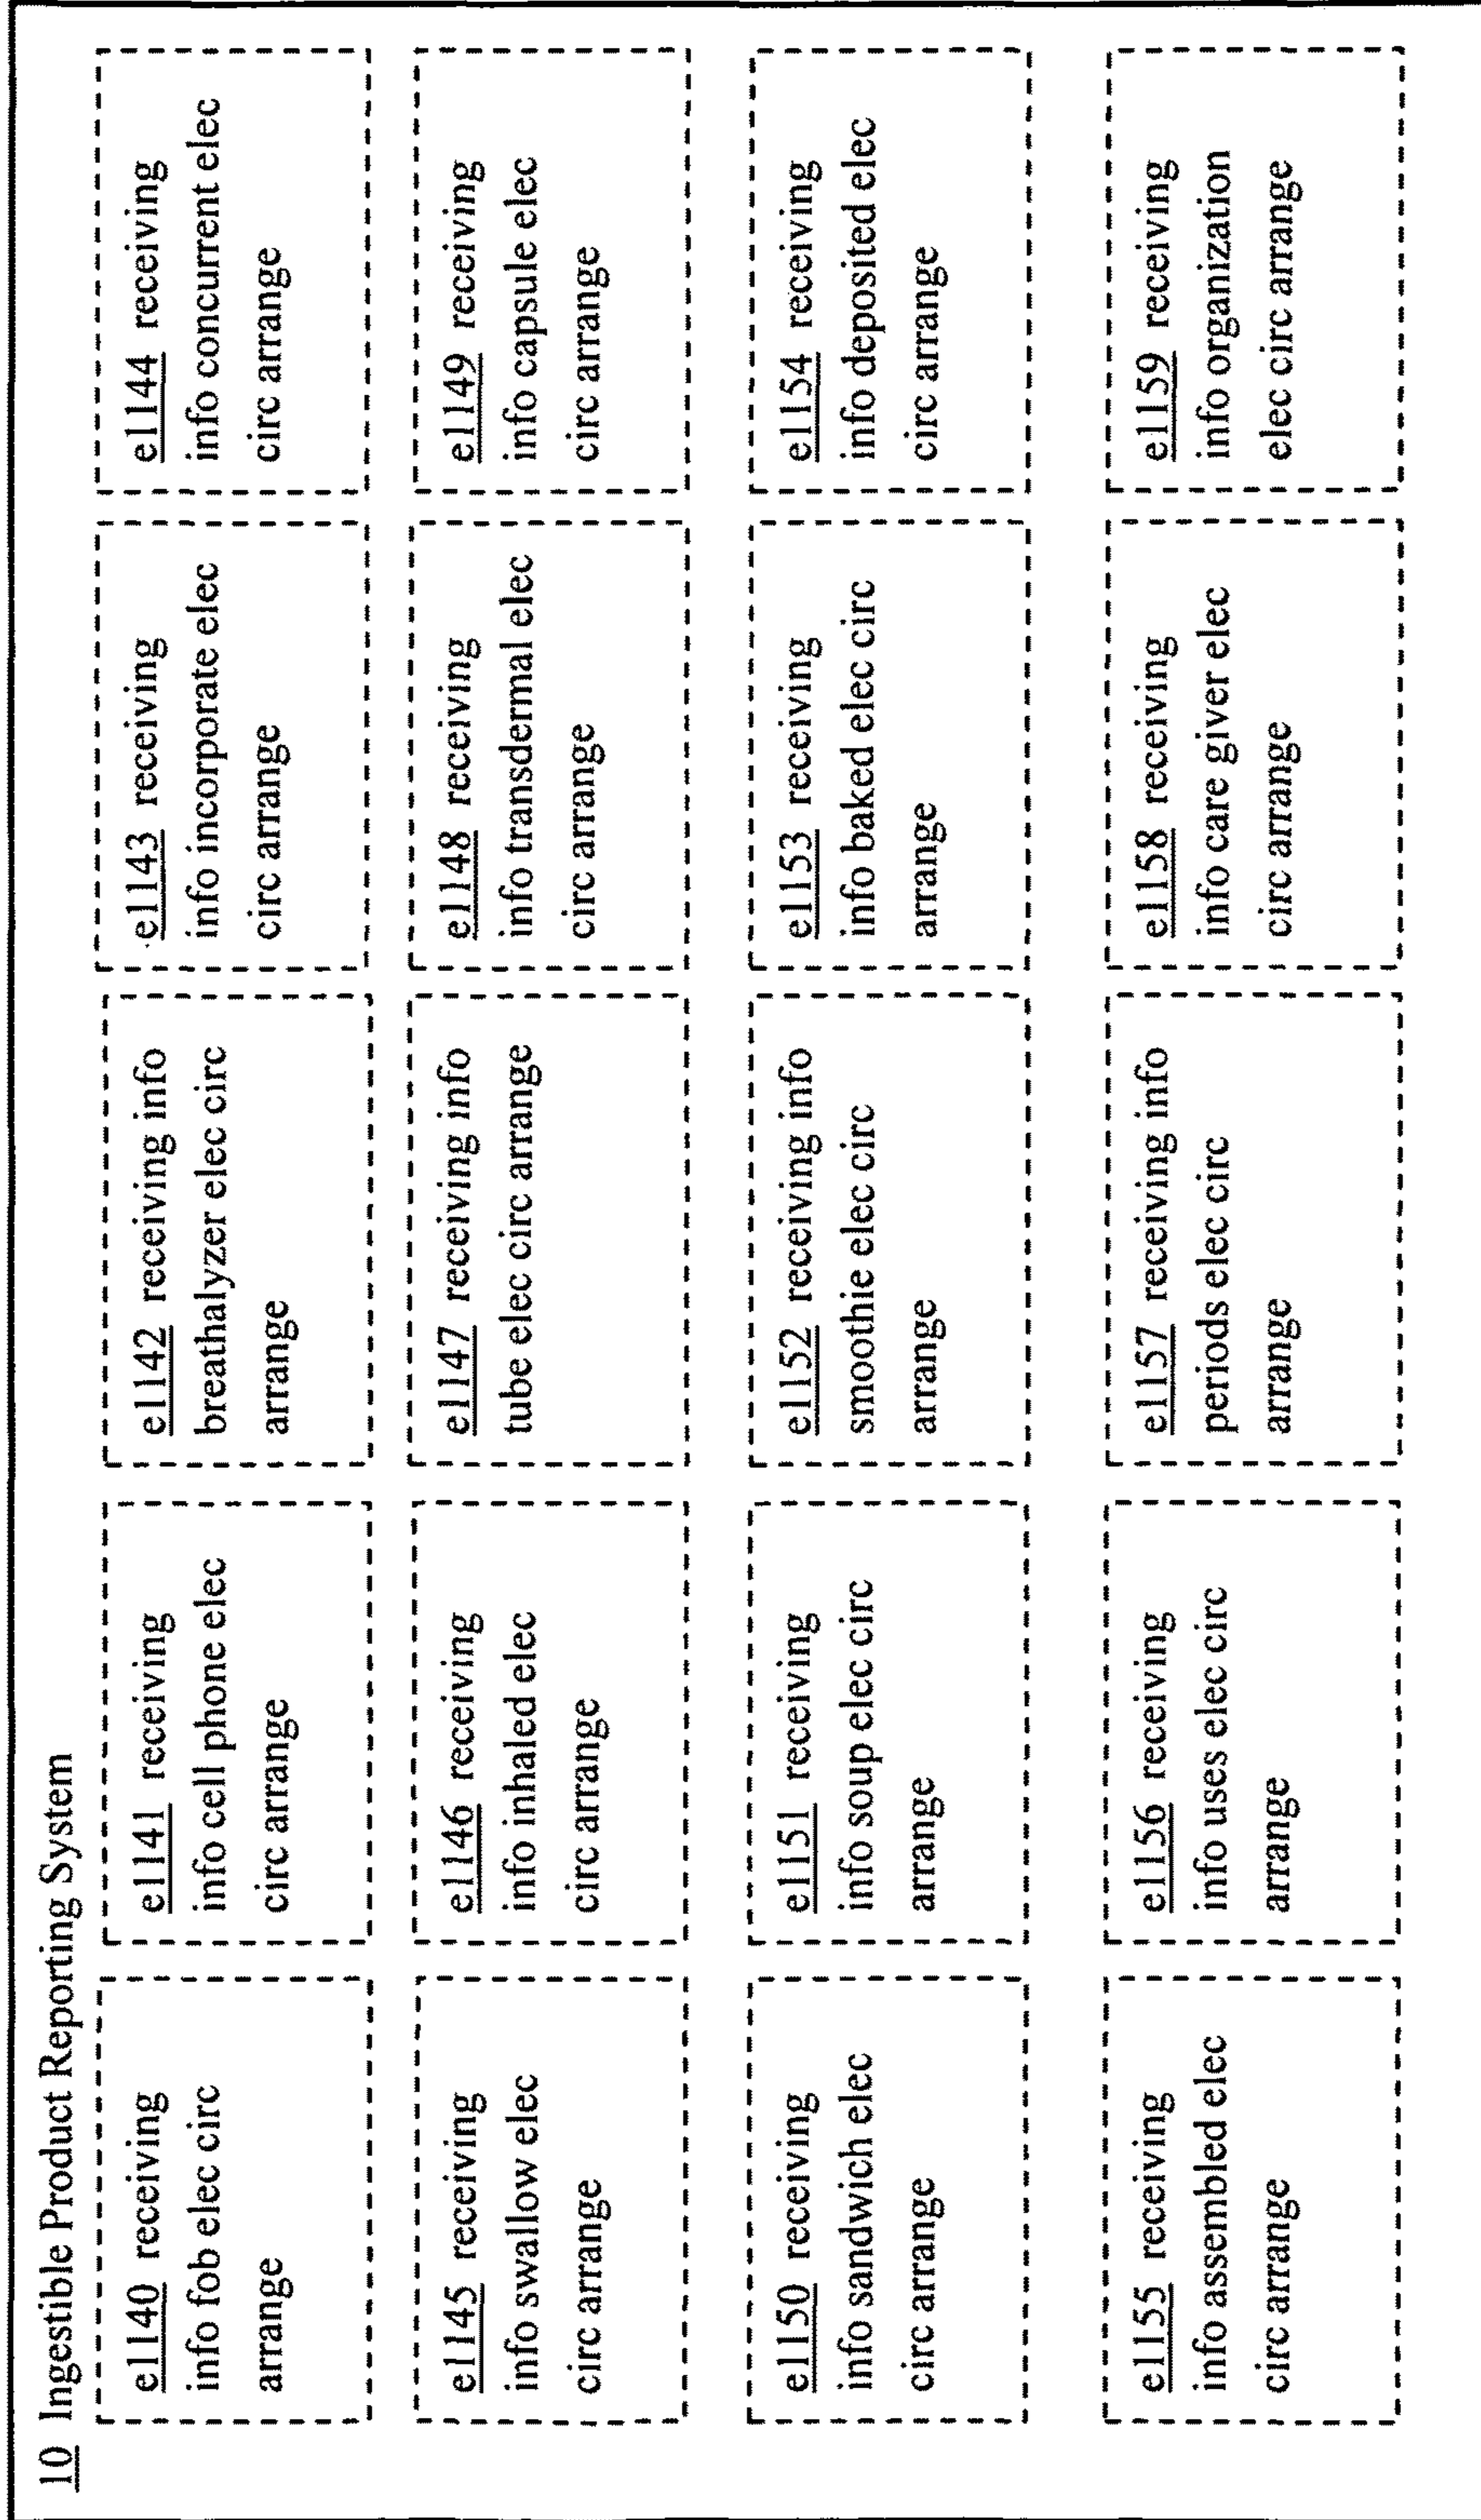 10 Ingestible Product Reporting System
e1140 receiving
info fob elec circ
arrange
e1141 receiving
info cell phone elec
circ arrange
e1142 receiving info
breathalyzer elec circ
arrange
e1143 receiving
info incorporate elec
circ arrange
e1144 receiving
info concurrent elec
circ arrange
e1145 receiving
info swallow elec
circ arrange
e1146 receiving
info inhaled elec
circ arrange
e1147 receiving info
tube elec circ arrange
e1148 receiving
info transdermal elec
circ arrange
e1149 receiving
info capsule elec
circ arrange
e1150 receiving
info sandwich elec
circ arrange
e1151 receiving
info soup elec circ
arrange
e1152 receiving info
smoothie elec circ
arrange
e1153 receiving
info baked elec circ
arrange
e1154 receiving
info deposited elec
circ arrange
e1155 receiving
info assembled elec
circ arrange
e1156 receiving
info uses elec circ
arrange
e1157 receiving info
periods elec circ
arrange
e1158 receiving
info care giver elec
circ arrange
e1159 receiving
info organization
elec circ arrange